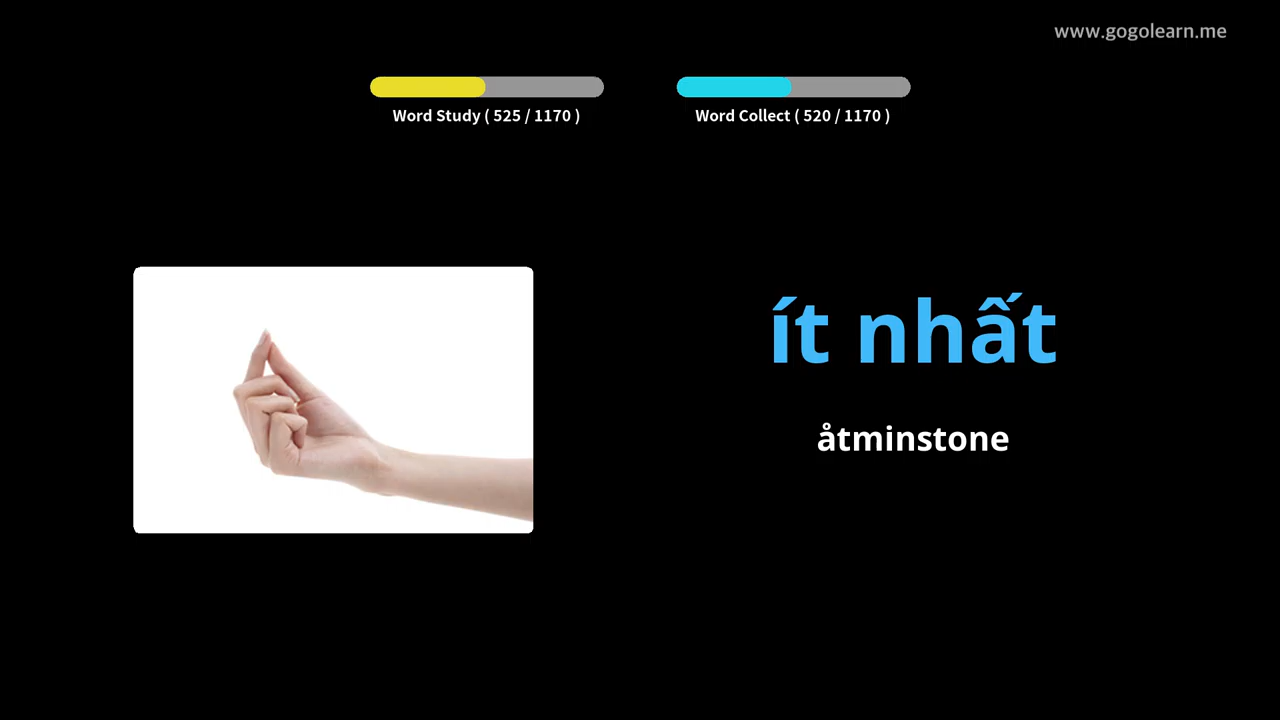 www.gogolearn.me
Word Study ( 525 / 1170 )
Word Collect ( 520 / 1170 )
ít nhất
åtminstone